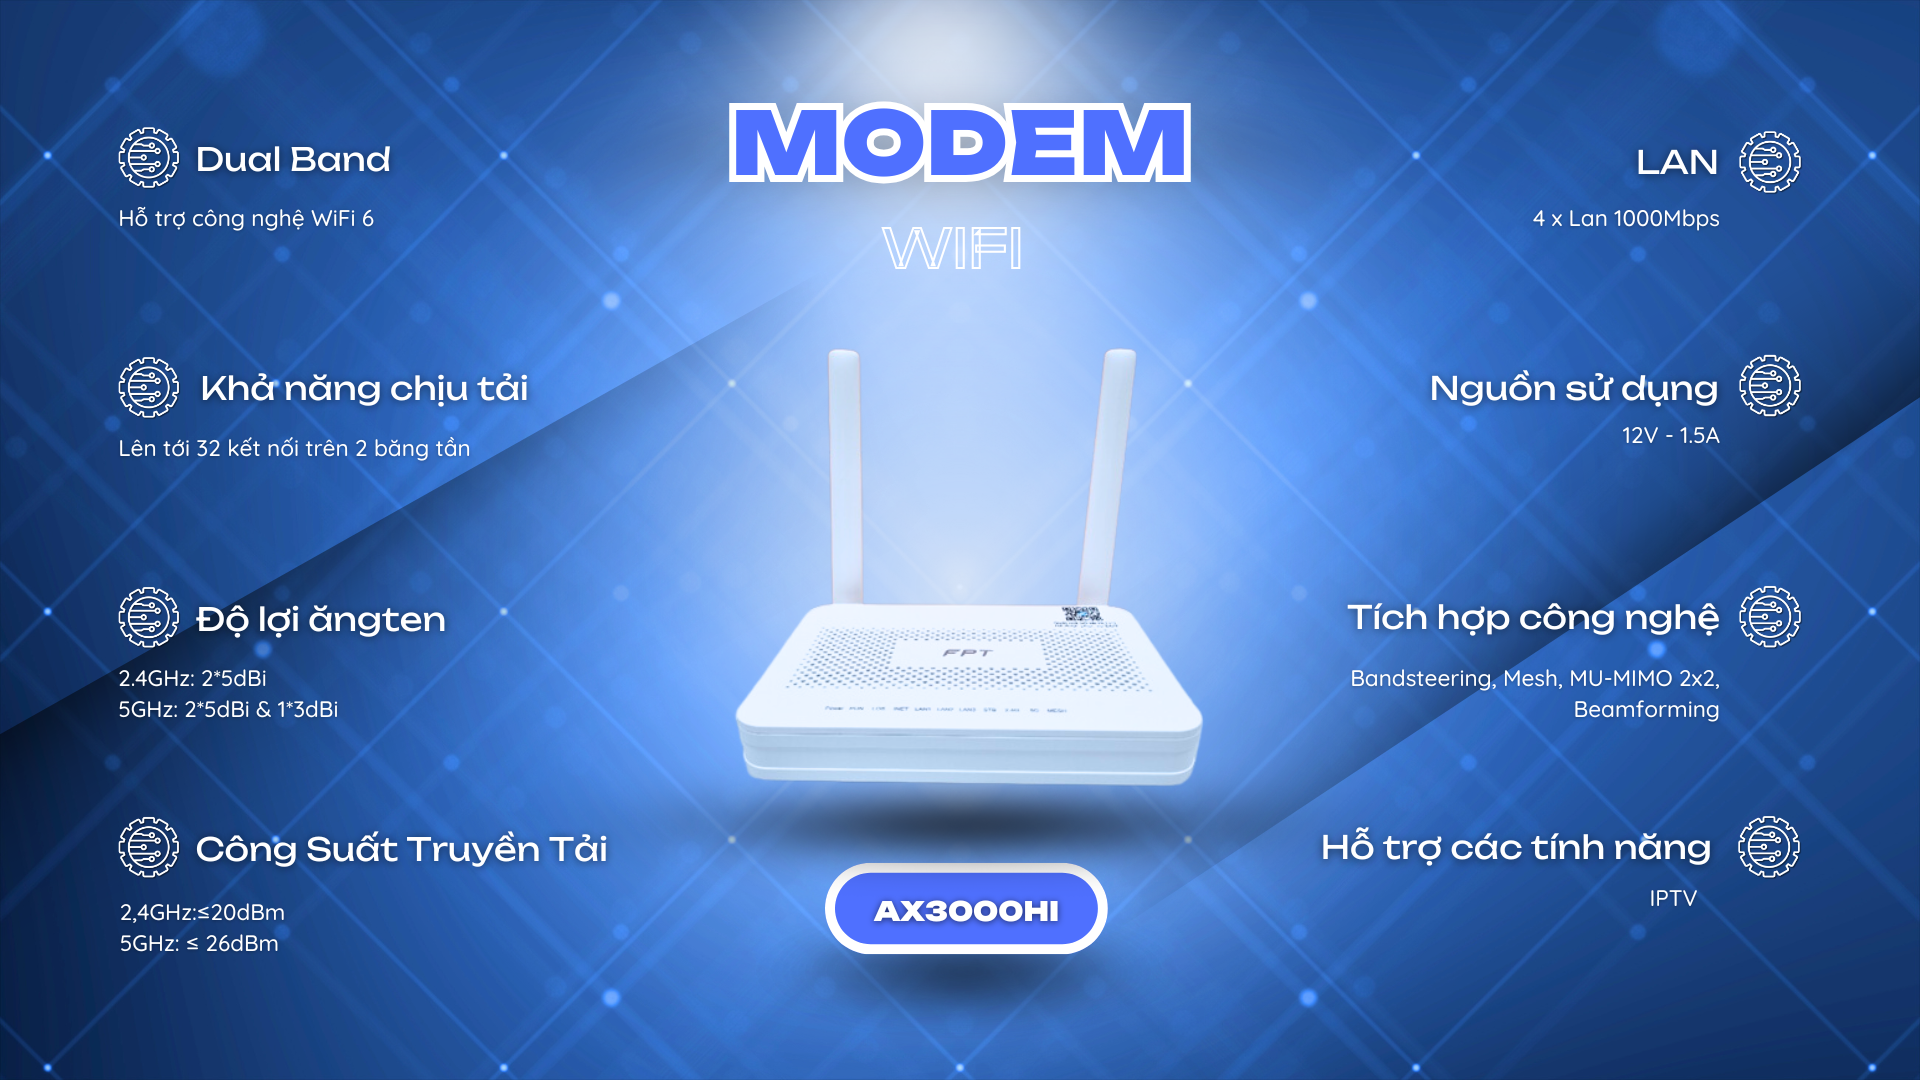 MODEM
WIFI
Dual Band
Hỗ trợ công nghệ WiFi 6
Khả năng chịu tải
Lên tới 32 kết nối trên 2 băng tần
Độ lợi ăngten
2.4GHz: 2*5dBi
5GHz: 2*5dBi & 1*3dBi
Công Suất Truyền Tải
2,4GHz:≤20dBm
5GHz: ≤ 26dBm
LAN
4 x Lan 1000Mbps
Nguồn sử dụng
12V - 1.5A
Tích hợp công nghệ
Bandsteering, Mesh, MU-MIMO 2x2,
Beamforming
Hỗ trợ các tính năng
IPTV
FPT
AX3000HI